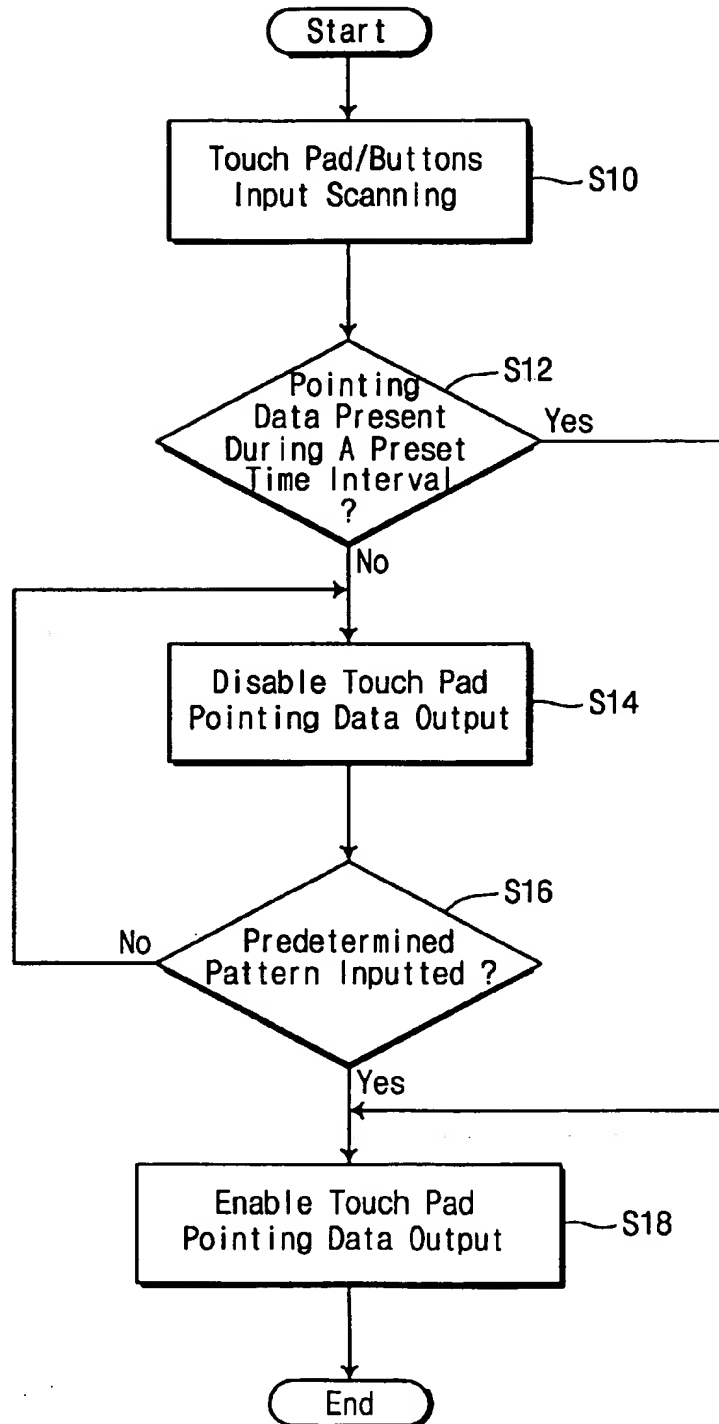 Start
Touch Pad/Buttons
Input Scanning
S10
Pointing
Data Present
During A Preset
Time Interval
?
S12
Yes
No
Disable Touch Pad
Pointing Data Output
S14
Predetermined
Pattern Inputted ?
S16
No
Yes
Enable Touch Pad
Pointing Data Output
S18
End